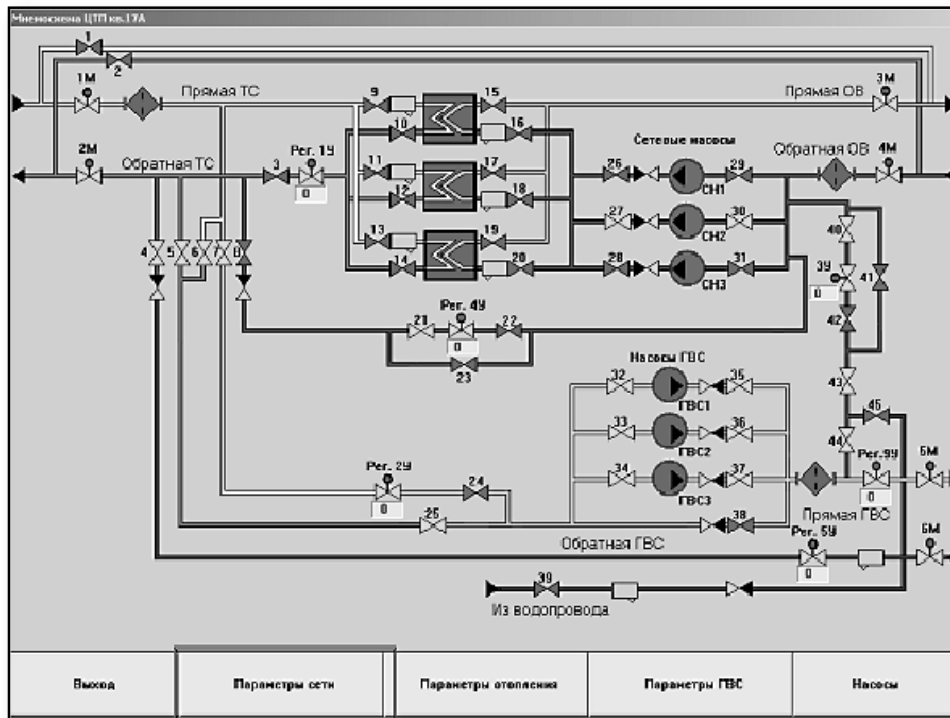 Мнемосхема ЦТП кв.17А
1
2
1М
Прямая ТС
9
15
Прямая ОВ
3М
10
16
2М
Обратная ТС
3
Рег. 1У
0
11
17
Сетевые насосы
Обратная ОВ
4М
26
СН1
29
12
18
27
СН2
30
13
19
14
20
28
СН3
31
4
5
6
7
8
40
3У
0
41
42
21
Рег. 4У
0
22
23
43
Насосы ГВС
32
ГВС1
35
45
33
ГВС2
36
44
34
ГВС3
37
Рег. 9У
0
5М
Рег. 2У
0
24
25
38
Прямая ГВС
Обратная ГВС
Рег. 5У
0
6М
39
Из водопровода
Выход
Параметры сети
Параметры отопления
Параметры ГВС
Насосы